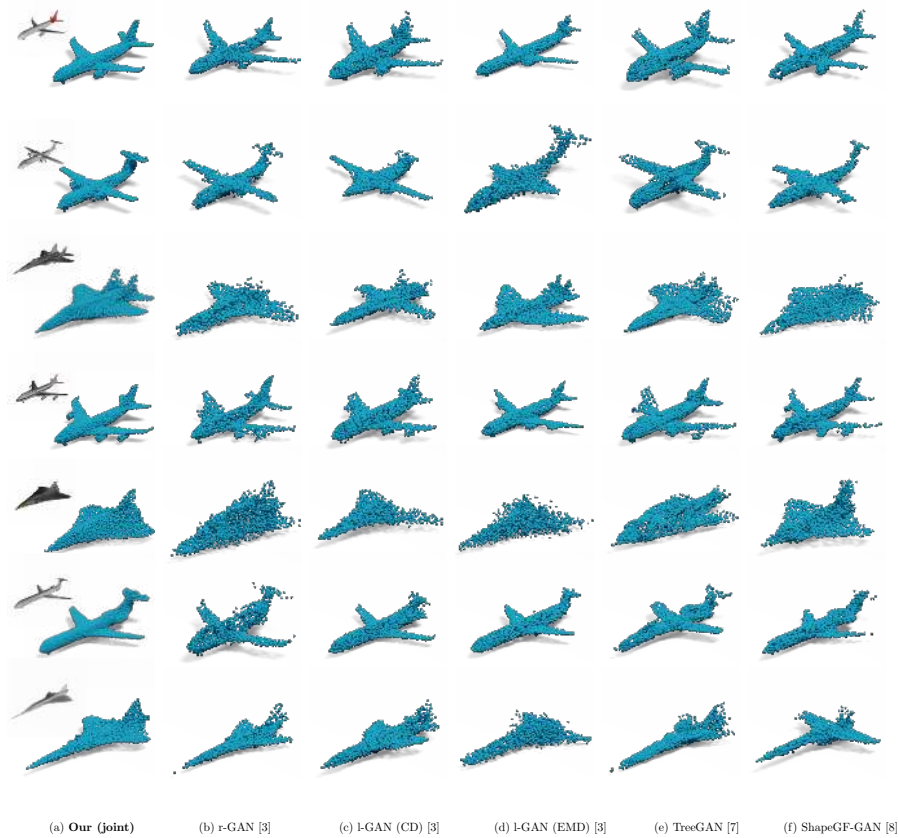 (a) Our (joint)
(b) r-GAN [3]
(c) l-GAN (CD) [3]
(d) l-GAN (EMD) [3]
(e) TreeGAN [7]
(f) ShapeGF-GAN [8]